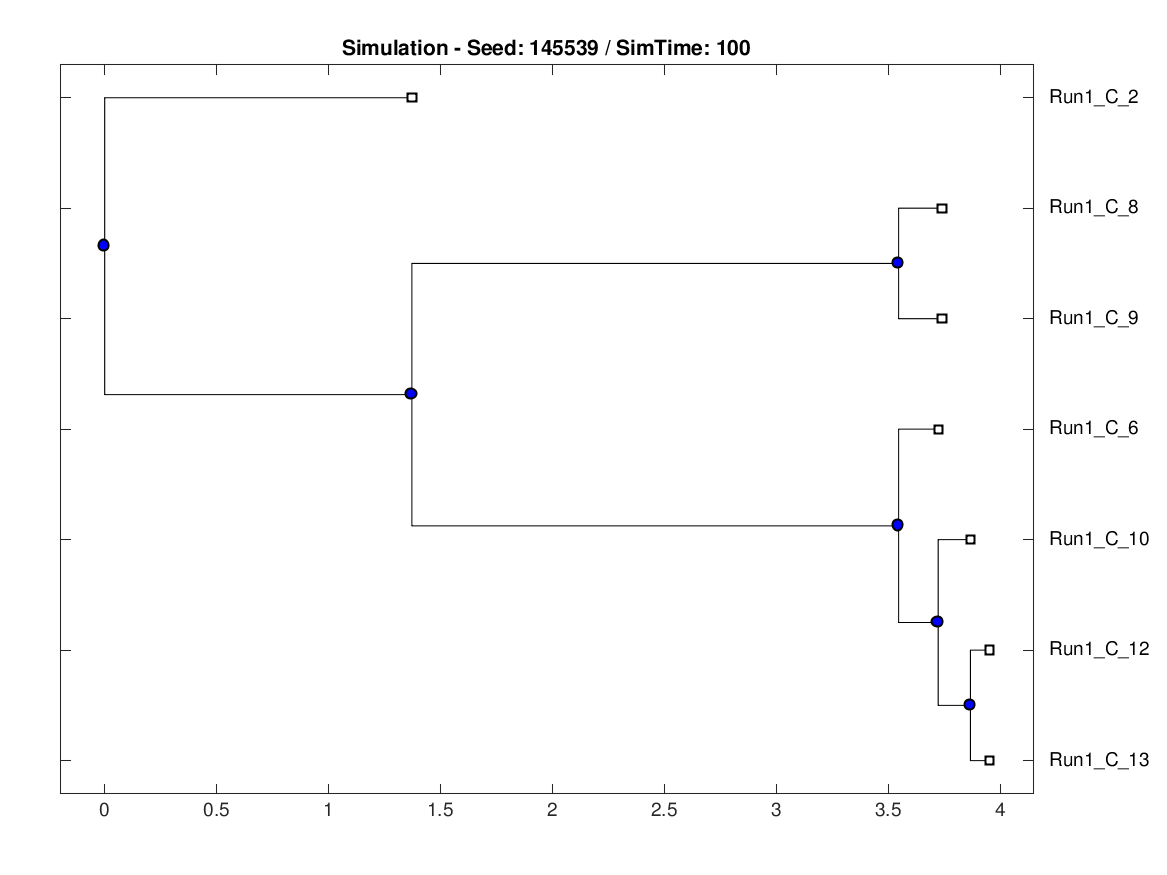 Simulation - Seed: 145539 / SimTime: 100
Run1_C_2
Run1_C_8
Run1_C_9
Run1_C_6
Run1_C_10
Run1_C_12
Run1_C_13
0 0.5 1 1.5 2 2.5 3 3.5 4